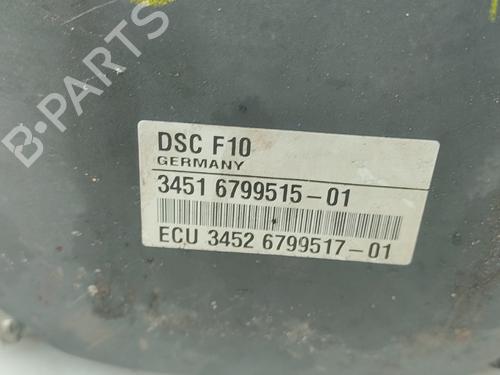 B-PARTS
DSC F10
GERMANY
3451 6799515-01
ECU 3452 6799517-01